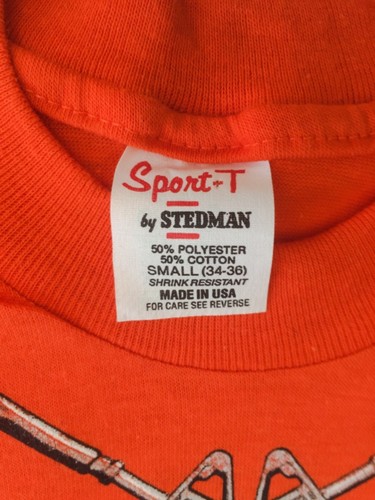 Sport-T
by STEDMAN
50% POLYESTER
50% COTTON
SMALL (34-36)
SHRINK RESISTANT
MADE IN USA
FOR CARE SEE REVERSE